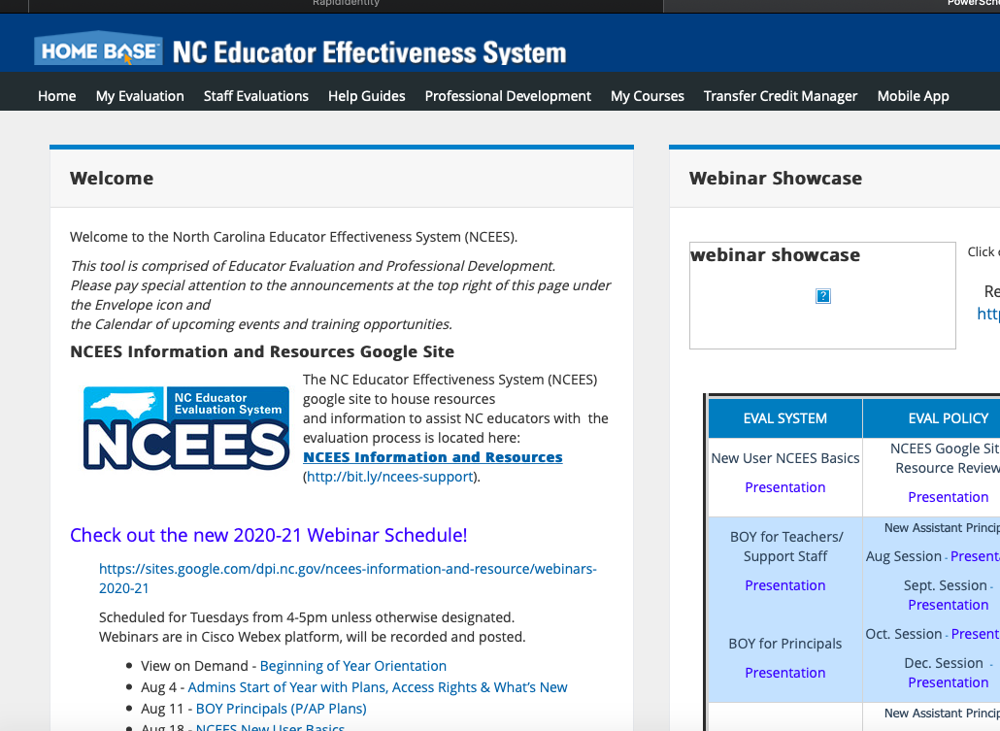 RapidIdentity
PowerSch
HOME BASE NC Educator Effectiveness System
Home My Evaluation Staff Evaluations Help Guides Professional Development My Courses Transfer Credit Manager Mobile App
Welcome
Welcome to the North Carolina Educator Effectiveness System (NCEES).
This tool is comprised of Educator Evaluation and Professional Development.
Please pay special attention to the announcements at the top right of this page under
the Envelope icon and
the Calendar of upcoming events and training opportunities.
NCEES Information and Resources Google Site
NC Educator
Evaluation System
NCEES
The NC Educator Effectiveness System (NCEES)
google site to house resources
and information to assist NC educators with the
evaluation process is located here:
NCEES Information and Resources
(http://bit.ly/ncees-support).
Check out the new 2020-21 Webinar Schedule!
https://sites.google.com/dpi.nc.gov/ncees-information-and-resource/webinars-
2020-21
Scheduled for Tuesdays from 4-5pm unless otherwise designated.
Webinars are in Cisco Webex platform, will be recorded and posted.
• View on Demand - Beginning of Year Orientation
• Aug 4 - Admins Start of Year with Plans, Access Rights & What's New
• Aug 11 - BOY Principals (P/AP Plans)
• Aug 18 - NCEES New User Basics
Webinar Showcase
webinar showcase
?
Click
Re
http
EVAL SYSTEM
EVAL POLICY
New User NCEES Basics
Presentation
NCEES Google Sit
Resource Review
Presentation
BOY for Teachers/
Support Staff
Presentation
BOY for Principals
Presentation
New Assistant Princip
Aug Session - Presenta
Sept. Session -
Presentation
Oct. Session - Present
Dec. Session -
Presentation
New Assistant Princip